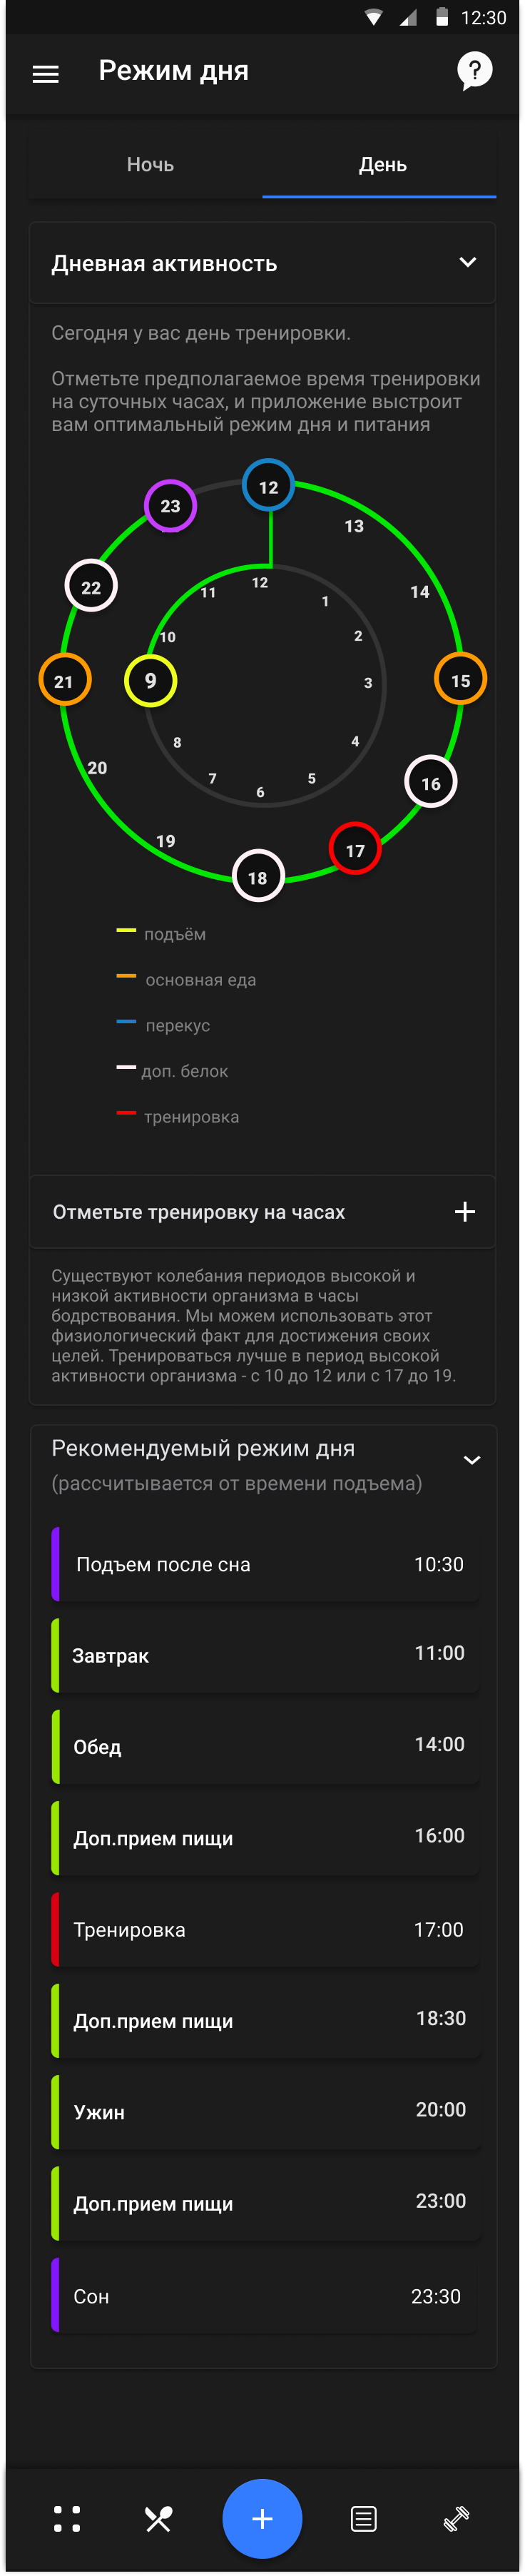 12:30
Режим дня
?
Ночь
День
Дневная активность
Сегодня у вас день тренировки.
Отметьте предполагаемое время тренировки
на суточных часах, и приложение выстроит
вам оптимальный режим дня и питания
12
23
13
22
14
12
11
1
10
2
21
9
3
15
8
4
20
7
5
16
6
19
17
18
подъём
основная еда
перекус
доп. белок
тренировка
Отметьте тренировку на часах
Существуют колебания периодов высокой и
низкой активности организма в часы
бодрствования. Мы можем использовать этот
физиологический факт для достижения своих
целей. Тренироваться лучше в период высокой
активности организма - с 10 до 12 или с 17 до 19.
Рекомендуемый режим дня
(рассчитывается от времени подъема)
Подъем после сна 10:30
Завтрак 11:00
Обед 14:00
Доп.прием пищи 16:00
Тренировка 17:00
Доп.прием пищи 18:30
Ужин 20:00
Доп.прием пищи 23:00
Сон 23:30